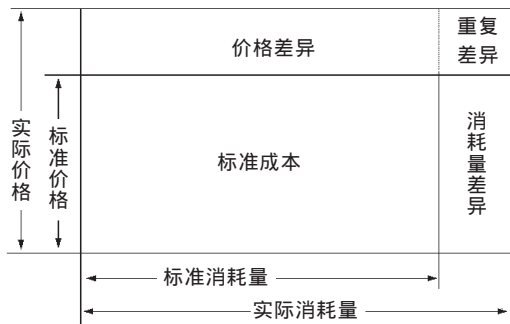 价格差异
重复
差异
实际价格
标准价格
标准成本
消耗量差异
标准消耗量
实际消耗量